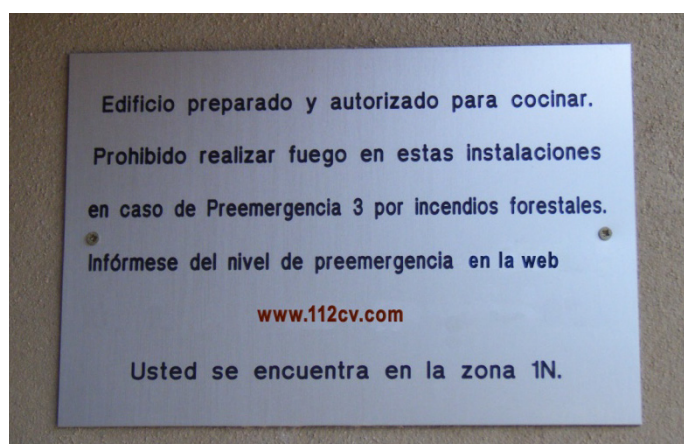 Edificio preparado y autorizado para cocinar.
Prohibido realizar fuego en estas instalaciones
en caso de Preemergencia 3 por incendios forestales.
Infórmese del nivel de preemergencia en la web
www.112cv.com
Usted se encuentra en la zona 1N.